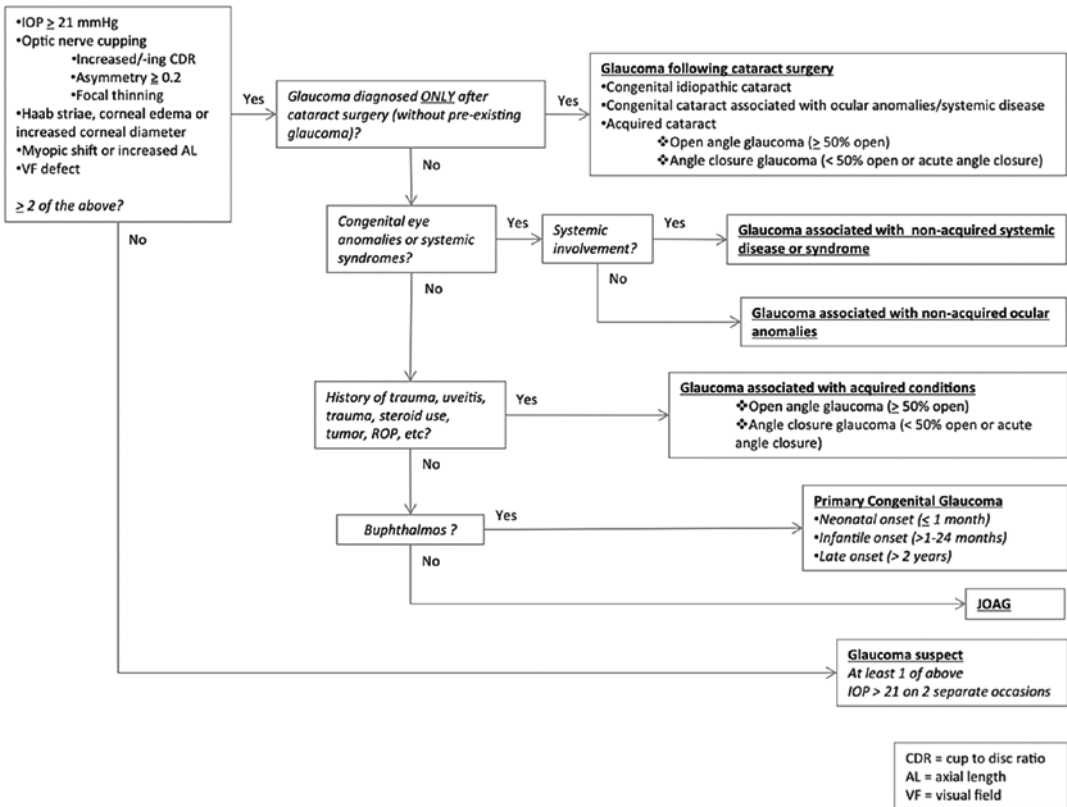 •IOP ≥ 21 mmHg
•Optic nerve cupping
•Increased/-ing CDR
•Asymmetry ≥ 0.2
•Focal thinning
•Haab striae, corneal edema or
increased corneal diameter
•Myopic shift or increased AL
•VF defect
≥ 2 of the above?
Yes
Glaucoma diagnosed ONLY after
cataract surgery (without pre-existing
glaucoma)?
Yes
Glaucoma following cataract surgery
•Congenital idiopathic cataract
•Congenital cataract associated with ocular anomalies/systemic disease
•Acquired cataract
❖Open angle glaucoma (≥ 50% open)
❖Angle closure glaucoma (< 50% open or acute angle closure)
No
No
Congenital eye
anomalies or systemic
syndromes?
Yes
Systemic
involvement?
Yes
Glaucoma associated with non-acquired systemic
disease or syndrome
No
No
Glaucoma associated with non-acquired ocular
anomalies
History of trauma, uveitis,
trauma, steroid use,
tumor, ROP, etc?
Yes
Glaucoma associated with acquired conditions
❖Open angle glaucoma (≥ 50% open)
❖Angle closure glaucoma (< 50% open or acute
angle closure)
No
Buphthalmos ?
Yes
Primary Congenital Glaucoma
•Neonatal onset (≤ 1 month)
•Infantile onset (>1-24 months)
•Late onset (> 2 years)
No
JOAG
Glaucoma suspect
At least 1 of above
IOP > 21 on 2 separate occasions
CDR = cup to disc ratio
AL = axial length
VF = visual field